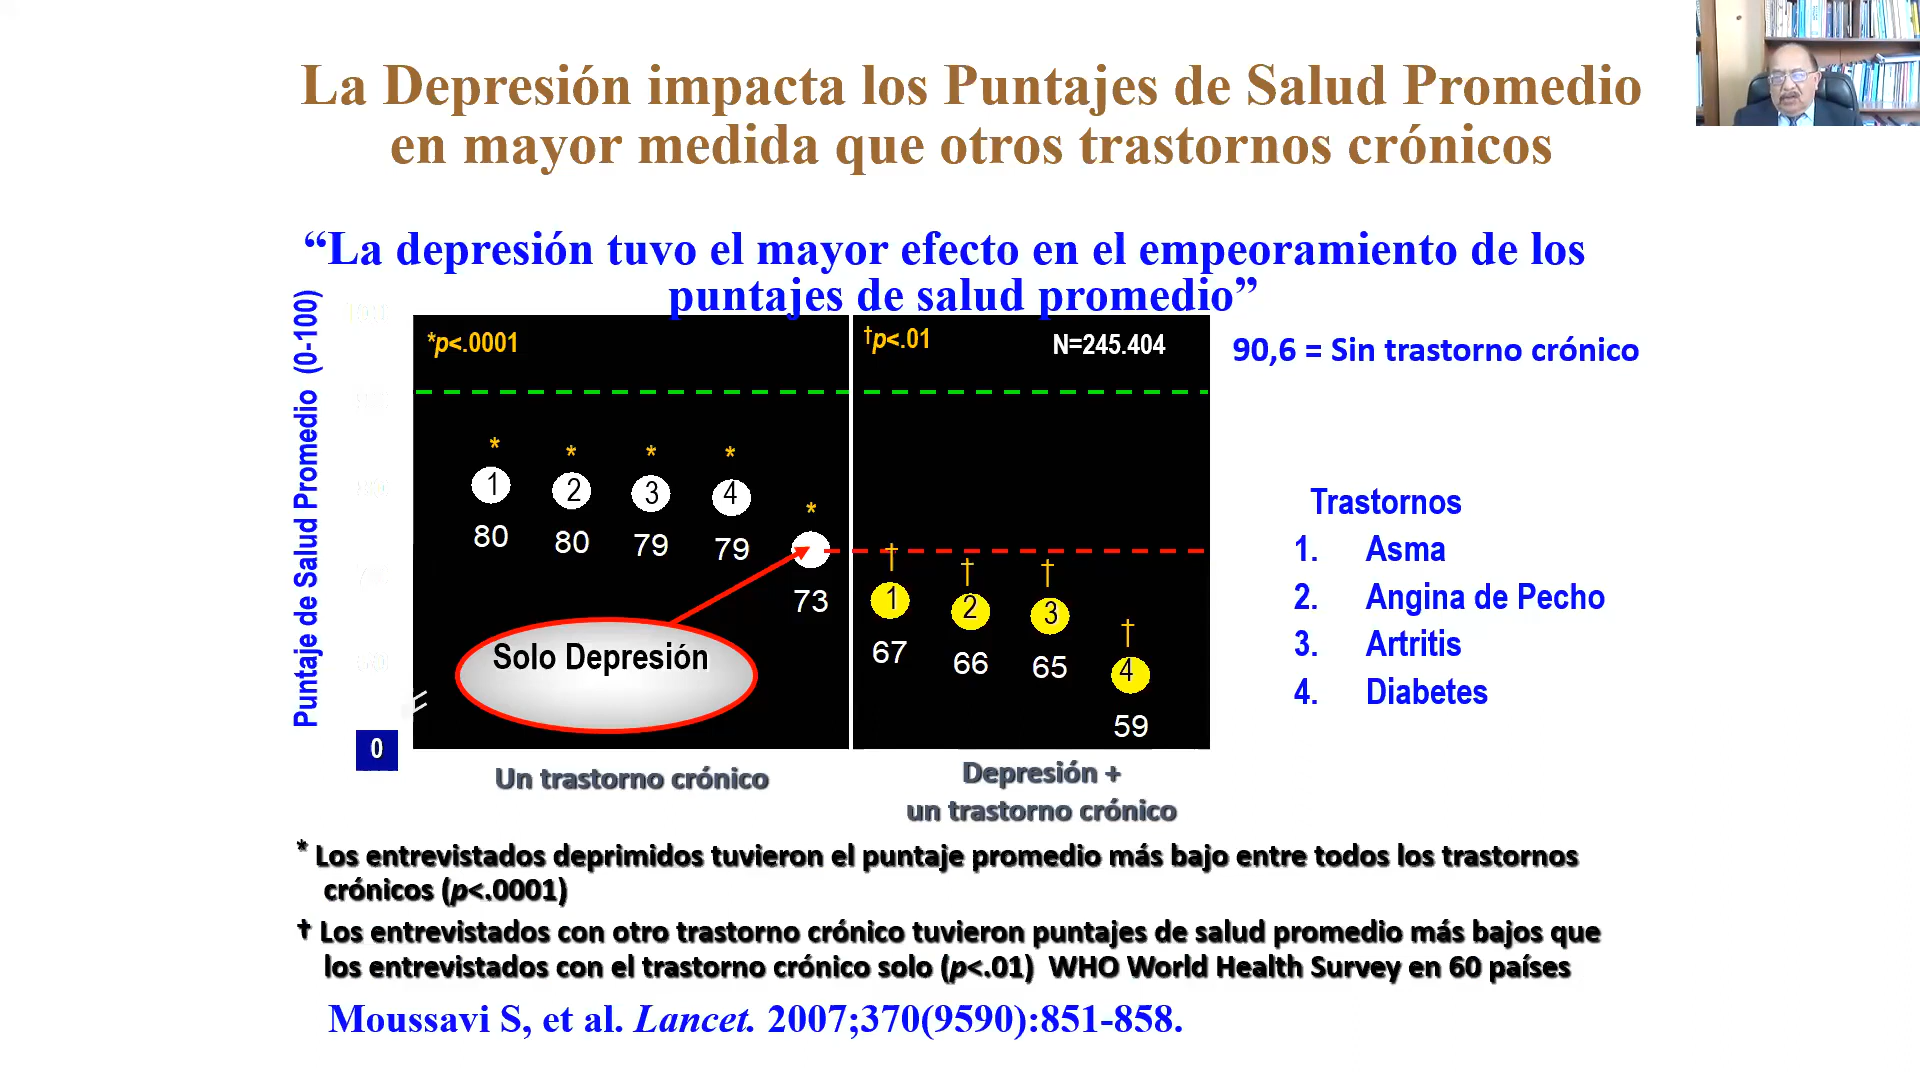 La Depresión impacta los Puntajes de Salud Promedio
en mayor medida que otros trastornos crónicos
“La depresión tuvo el mayor efecto en el empeoramiento de los
puntajes de salud promedio”
Puntaje de Salud Promedio (0-100)
100
90
80
70
60
0
*p<.0001
†p<.01
N=245.404
90,6 = Sin trastorno crónico
* * * * *
1 2 3 4
80 80 79 79 73
Solo Depresión
† † † †
1 2 3 4
67 66 65 59
Trastornos
1. Asma
2. Angina de Pecho
3. Artritis
4. Diabetes
Un trastorno crónico
Depresión +
un trastorno crónico
* Los entrevistados deprimidos tuvieron el puntaje promedio más bajo entre todos los trastornos
crónicos (p<.0001)
† Los entrevistados con otro trastorno crónico tuvieron puntajes de salud promedio más bajos que
los entrevistados con el trastorno crónico solo (p<.01) WHO World Health Survey en 60 países
Moussavi S, et al. Lancet. 2007;370(9590):851-858.